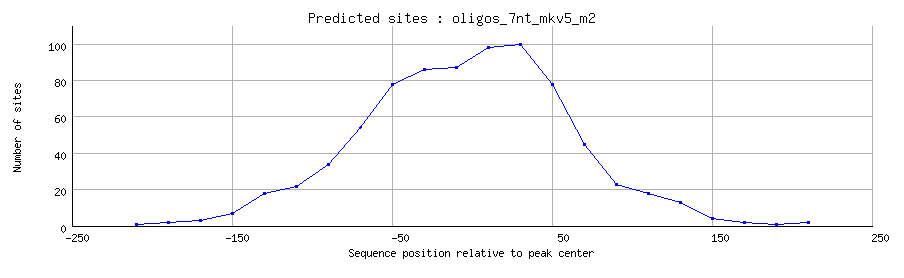 Predicted sites : oligos_7nt_mkv5_m2
Number of sites
100
80
60
40
20
0
-250 -150 -50 50 150 250
Sequence position relative to peak center